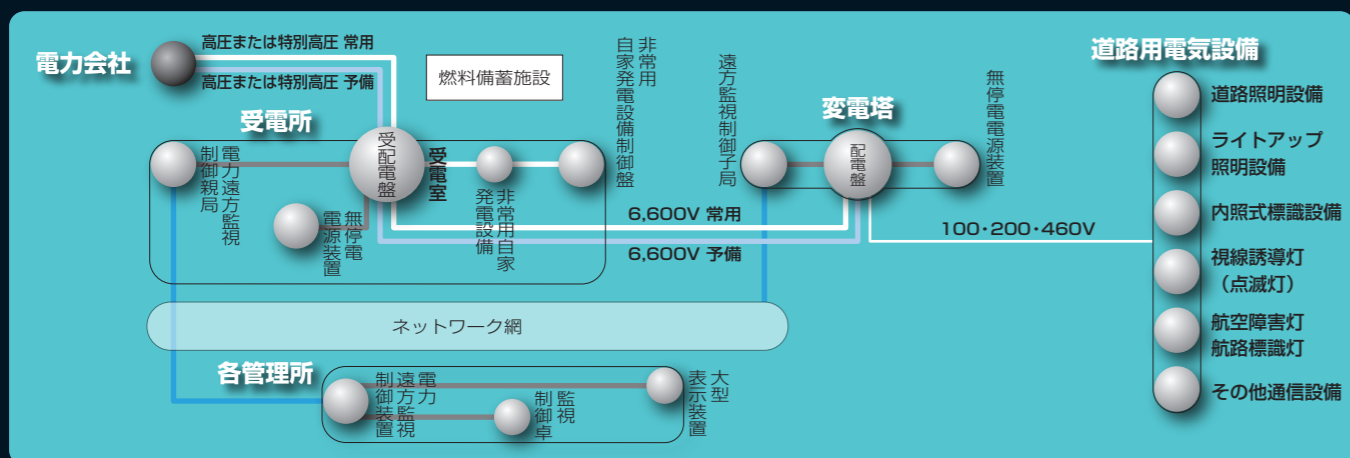 電力会社
高圧または特別高圧 常用
高圧または特別高圧 予備
燃料備蓄施設
受電所
電力遠方監視
制御親局
受配電盤
受電室
無停電
電源装置
非常用自家
発電設備
非常用
自家発電設備制御盤
6,600V 常用
6,600V 予備
遠方監視制御子局
変電塔
配電盤
無停電電源装置
100・200・460V
道路用電気設備
道路照明設備
ライトアップ
照明設備
内照式標識設備
視線誘導灯
（点滅灯）
航空障害灯
航路標識灯
その他通信設備
ネットワーク網
各管理所
電力
遠方監視
制御装置
監視
制御卓
大型
表示装置